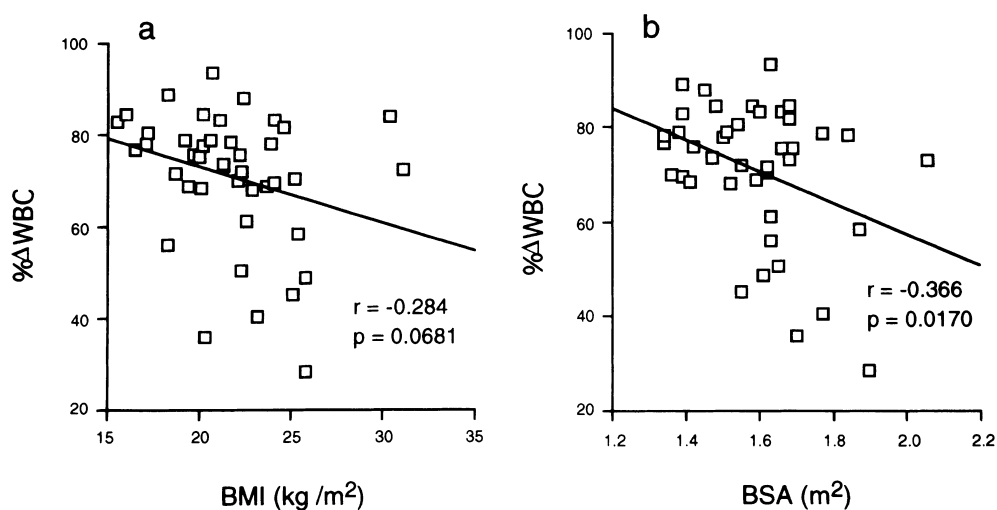 a
100
80
60
40
20
%ΔWBC
r = -0.284
p = 0.0681
15 20 25 30 35
BMI (kg /m²)
b
100
80
60
40
20
%ΔWBC
r = -0.366
p = 0.0170
1.2 1.4 1.6 1.8 2.0 2.2
BSA (m²)